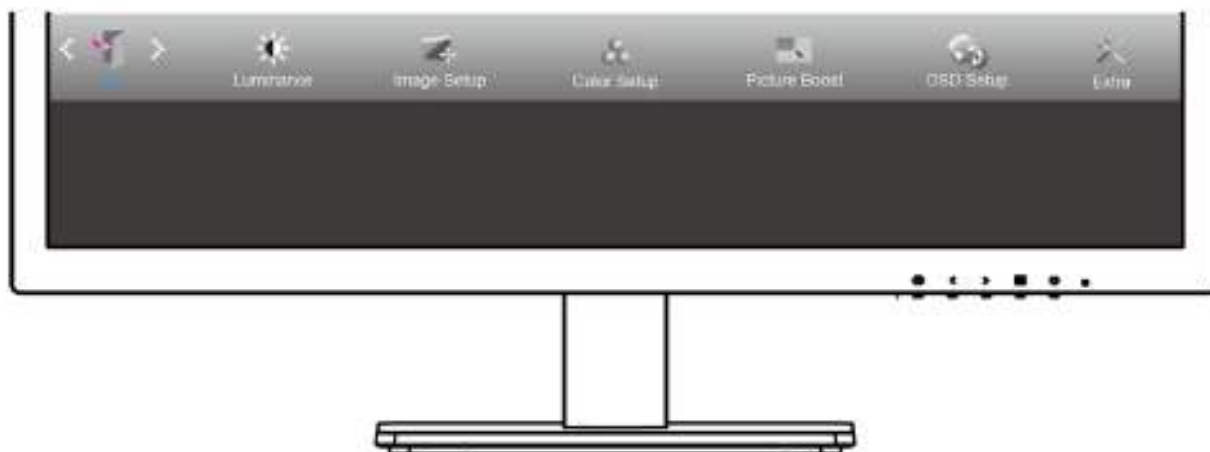 Luminance
Image Setup
Color Setup
Picture Boost
OSD Setup
Extra